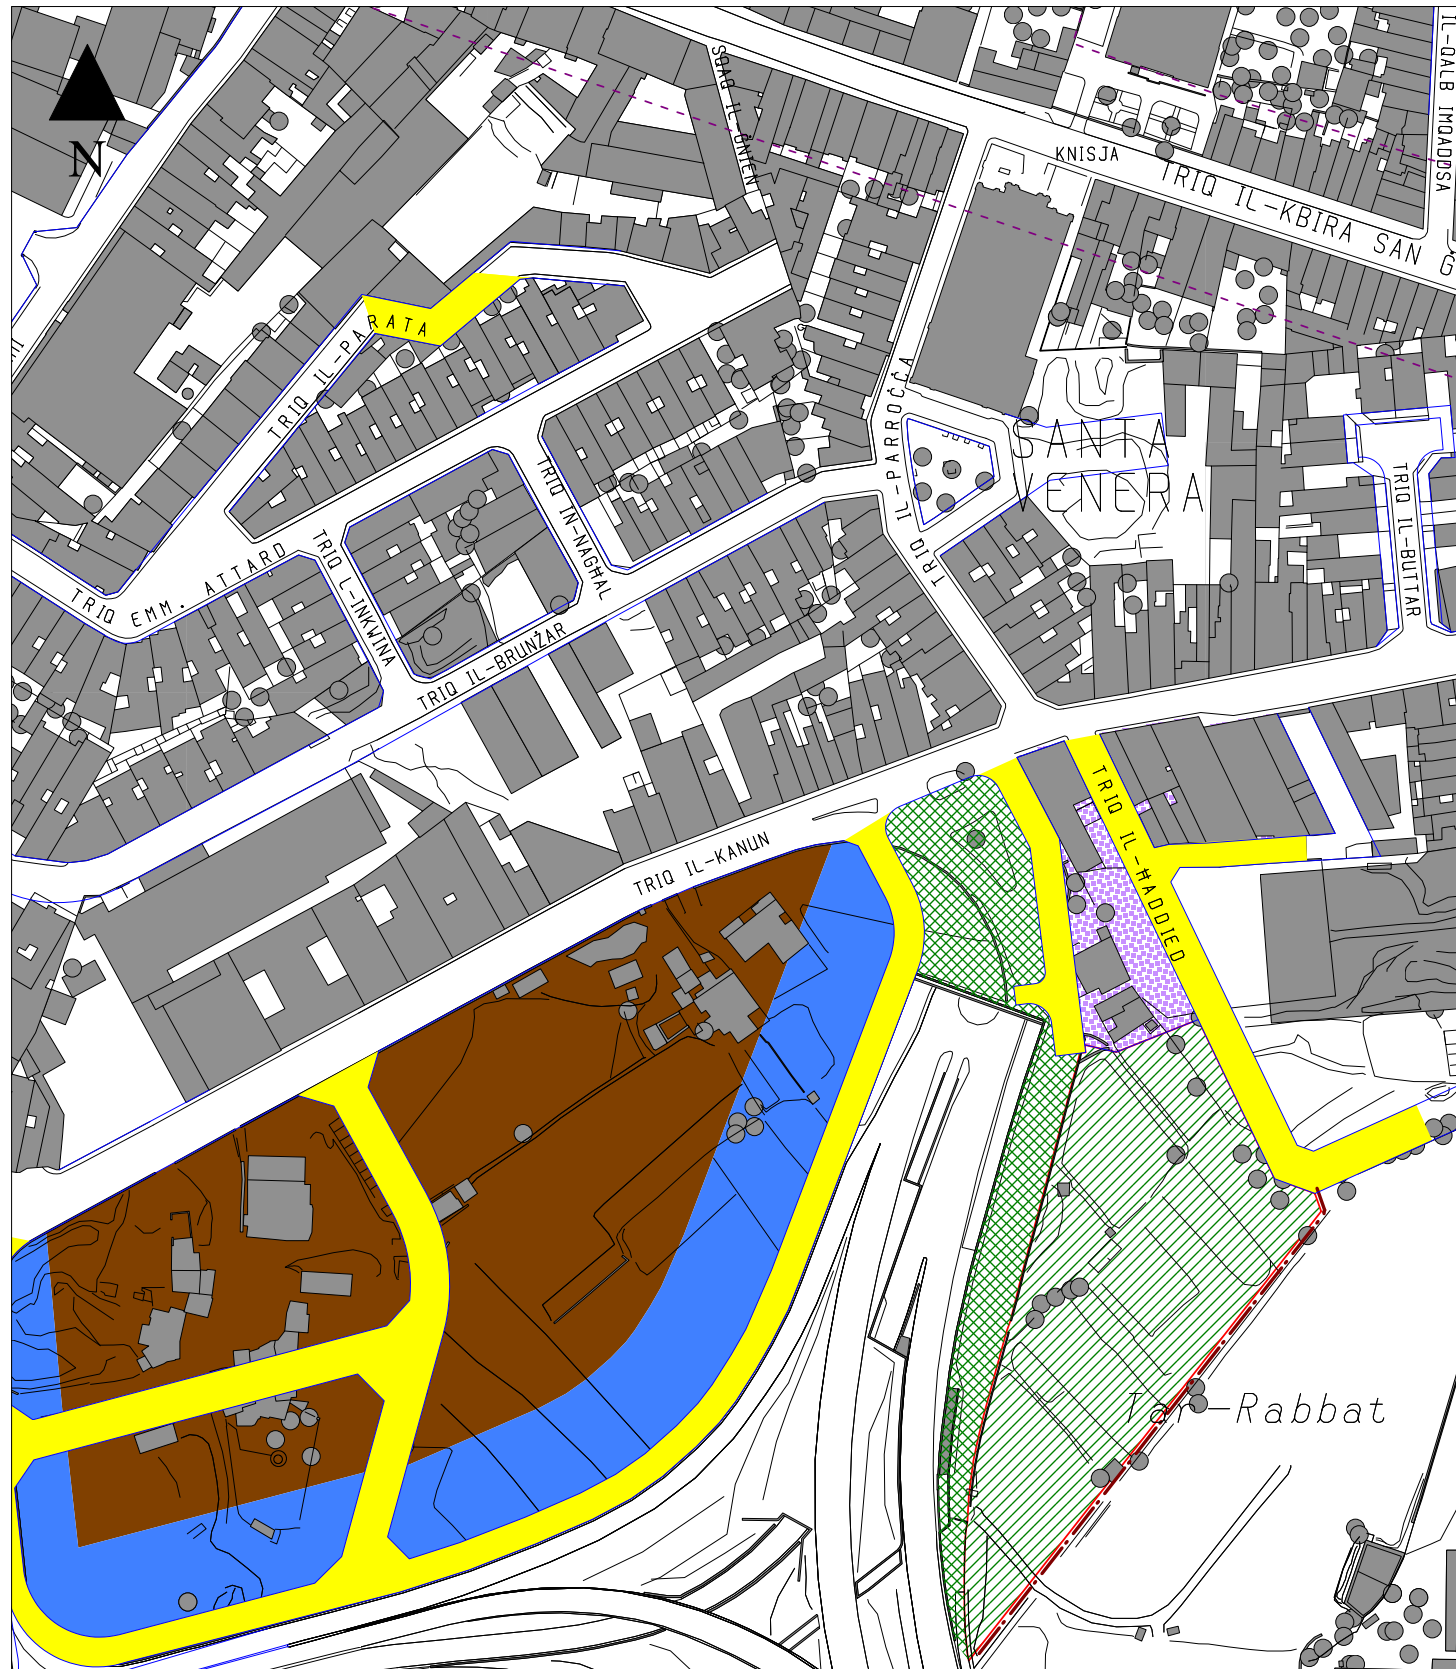 N
SQAQ IL-ĠNIEN
IL-QALB IMQADDSA
KNISJA
TRIQ IL-KBIRA SAN G
TRIQ IL-PARATA
TRIQ IL-PARROĊĊA
SANTA
VENERA
TRIQ IN-NAGĦAL
TRIQ IL-BUTTAR
TRIQ EMM. ATTARD
TRIQ L-INKWINA
TRIQ IL-BRUNŻAR
TRIQ IL-KANUN
TRIQ IL-ĦADDIED
Tar-Rabbat